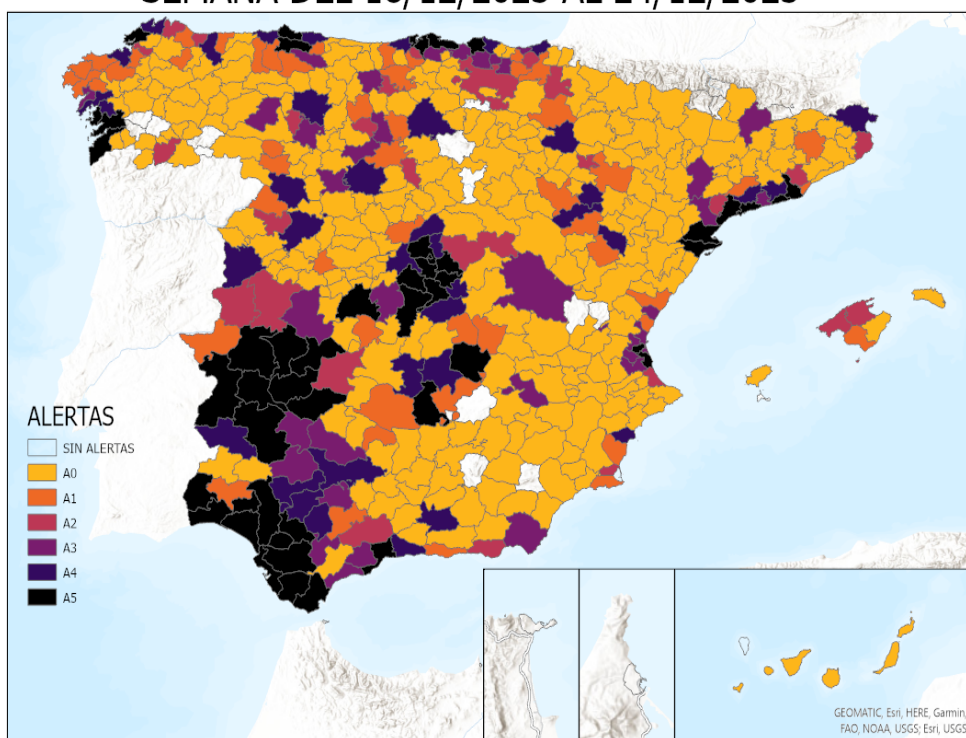 ALERTAS
SIN ALERTAS
A0
A1
A2
A3
A4
A5
GEOMATIC, Esri, HERE, Garmin,
FAO, NOAA, USGS; Esri, USGS